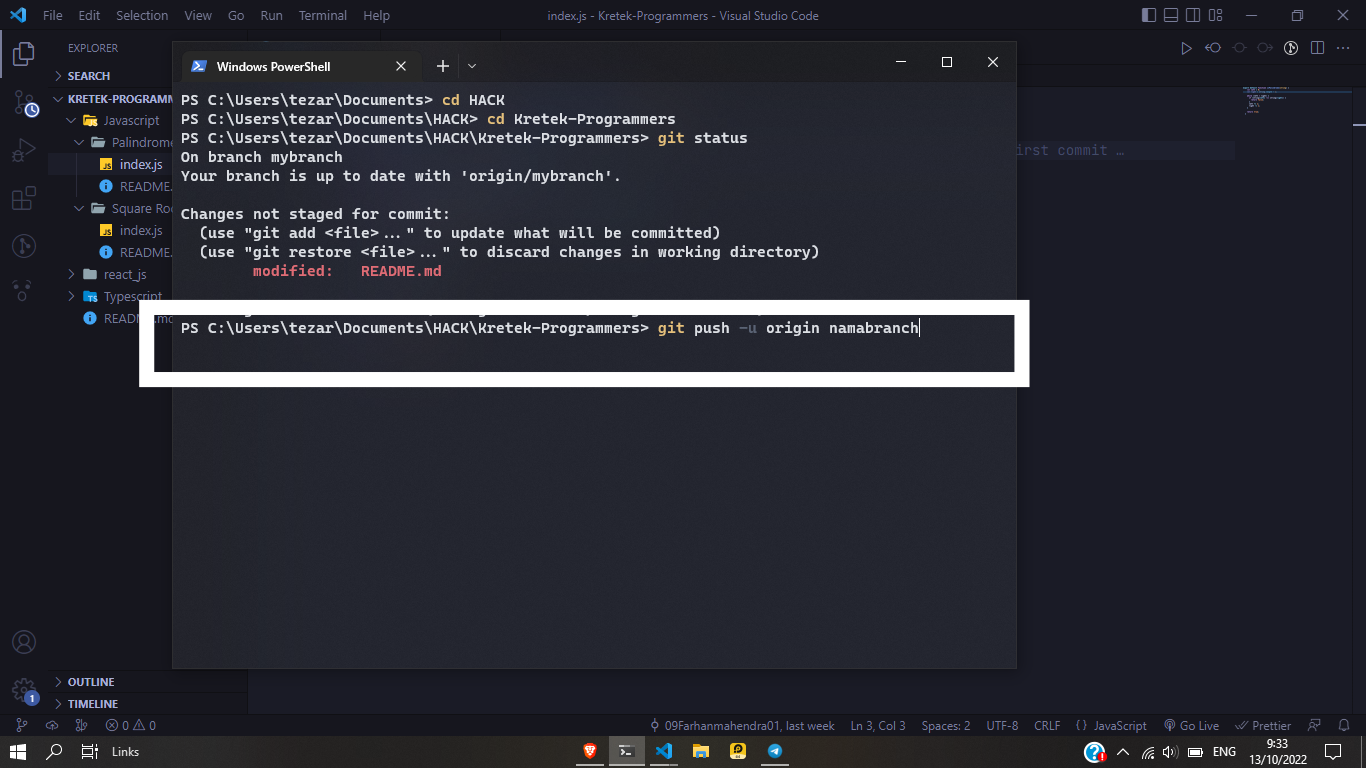 File Edit Selection View Go Run Terminal Help
index.js - Kretek-Programmers - Visual Studio Code
EXPLORER
SEARCH
KRETEK-PROGRAMM
Javascript
Palindrome
index.js
README.
Square Roo
index.js
README.
react_js
Typescript
README.md
OUTLINE
TIMELINE
Windows PowerShell
PS C:\Users\tezar\Documents> cd HACK
PS C:\Users\tezar\Documents\HACK> cd Kretek-Programmers
PS C:\Users\tezar\Documents\HACK\Kretek-Programmers> git status
On branch mybranch
Your branch is up to date with 'origin/mybranch'.
Changes not staged for commit:
(use "git add <file>..." to update what will be committed)
(use "git restore <file>..." to discard changes in working directory)
modified: README.md
PS C:\Users\tezar\Documents\HACK\Kretek-Programmers> git push -u origin namabranch
irst commit …
0 0
09Farhanmahendra01, last week
Ln 3, Col 3
Spaces: 2
UTF-8
CRLF
{ } JavaScript
Go Live
Prettier
1
Links
ENG
9:33
13/10/2022